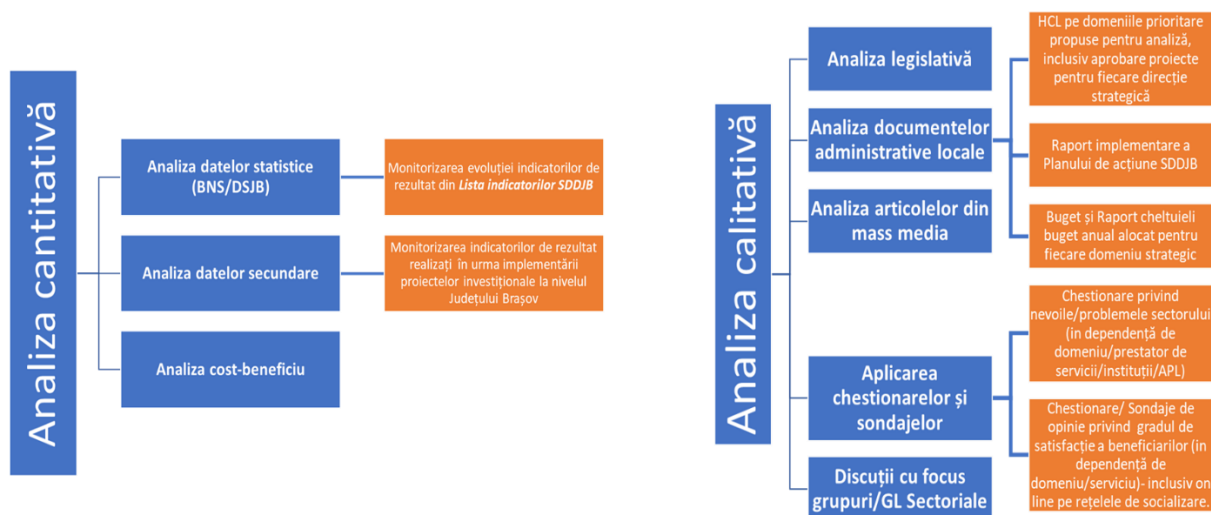 Analiza cantitativă
Analiza datelor statistice
(BNS/DSJB)
Monitorizarea evoluției indicatorilor de
rezultat din Lista indicatorilor SDDJB
Analiza datelor secundare
Monitorizarea indicatorilor de rezultat
realizați în urma implementării
proiectelor investiționale la nivelul
Județului Brașov
Analiza cost-beneficiu
Analiza calitativă
Analiza legislativă
Analiza documentelor
administrative locale
HCL pe domeniile prioritare
propuse pentru analiză,
inclusiv aprobare proiecte
pentru fiecare direcție
strategică
Raport implementare a
Planului de acțiune SDDJB
Buget și Raport cheltuieli
buget anual alocat pentru
fiecare domeniu strategic
Analiza articolelor din
mass media
Aplicarea
chestionarelor și
sondajelor
Chestionare privind
nevoile/problemele sectorului
(in dependență de
domeniu/prestator de
servicii/instituții/APL)
Chestionare/ Sondaje de
opinie privind gradul de
satisfacție a beneficiarilor (in
dependență de
domeniu/serviciu)- inclusiv on
line pe rețelele de socializare.
Discuții cu focus
grupuri/GL Sectoriale